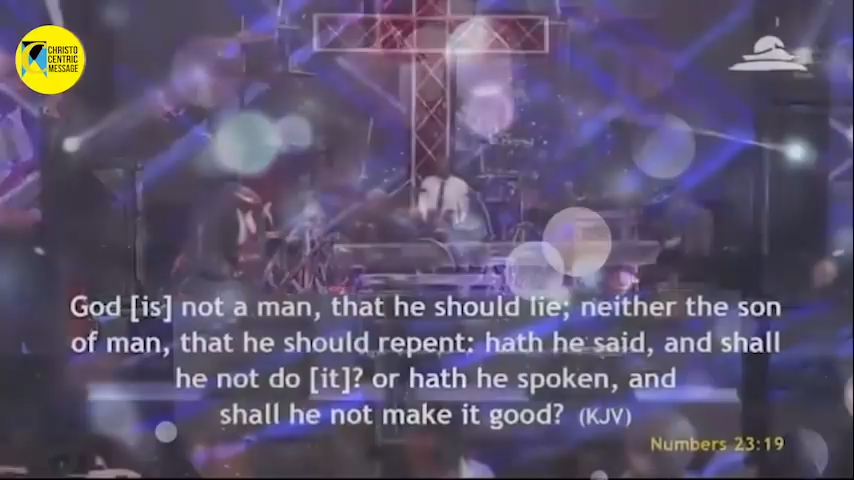 CHRISTO
CENTRIC
MESSAGE
God [is] not a man, that he should lie; neither the son
of man, that he should repent: hath he said, and shall
he not do [it]? or hath he spoken, and
shall he not make it good? (KJV)
Numbers 23:19